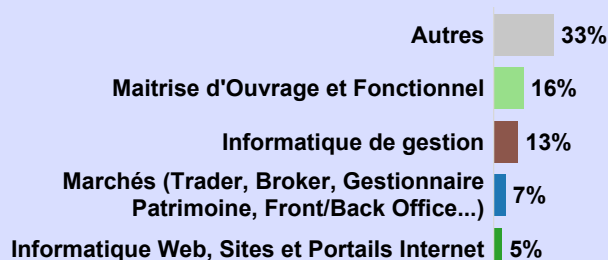 Autres 33%
Maitrise d'Ouvrage et Fonctionnel 16%
Informatique de gestion 13%
Marchés (Trader, Broker, Gestionnaire
Patrimoine, Front/Back Office...) 7%
Informatique Web, Sites et Portails Internet 5%